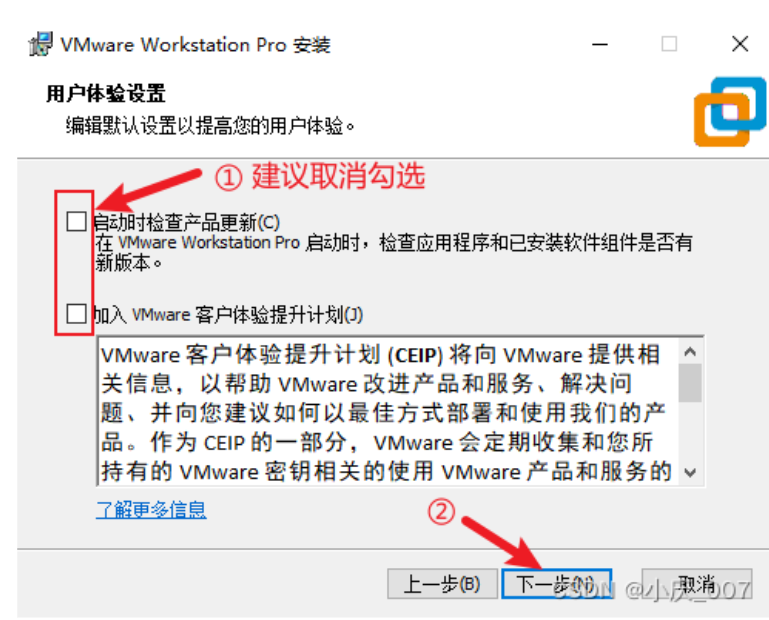 VMware Workstation Pro 安装
用户体验设置
编辑默认设置以提高您的用户体验。
① 建议取消勾选
启动时检查产品更新(C)
在 VMware Workstation Pro 启动时，检查应用程序和已安装软件组件是否有
新版本。
加入 VMware 客户体验提升计划(J)
VMware 客户体验提升计划 (CEIP) 将向 VMware 提供相
关信息，以帮助 VMware 改进产品和服务、解决问
题、并向您建议如何以最佳方式部署和使用我们的产
品。作为 CEIP 的一部分，VMware 会定期收集和您所
持有的 VMware 密钥相关的使用 VMware 产品和服务的
了解更多信息
②
上一步(B) 下一步(N) 取消
CSDN @小灰_007